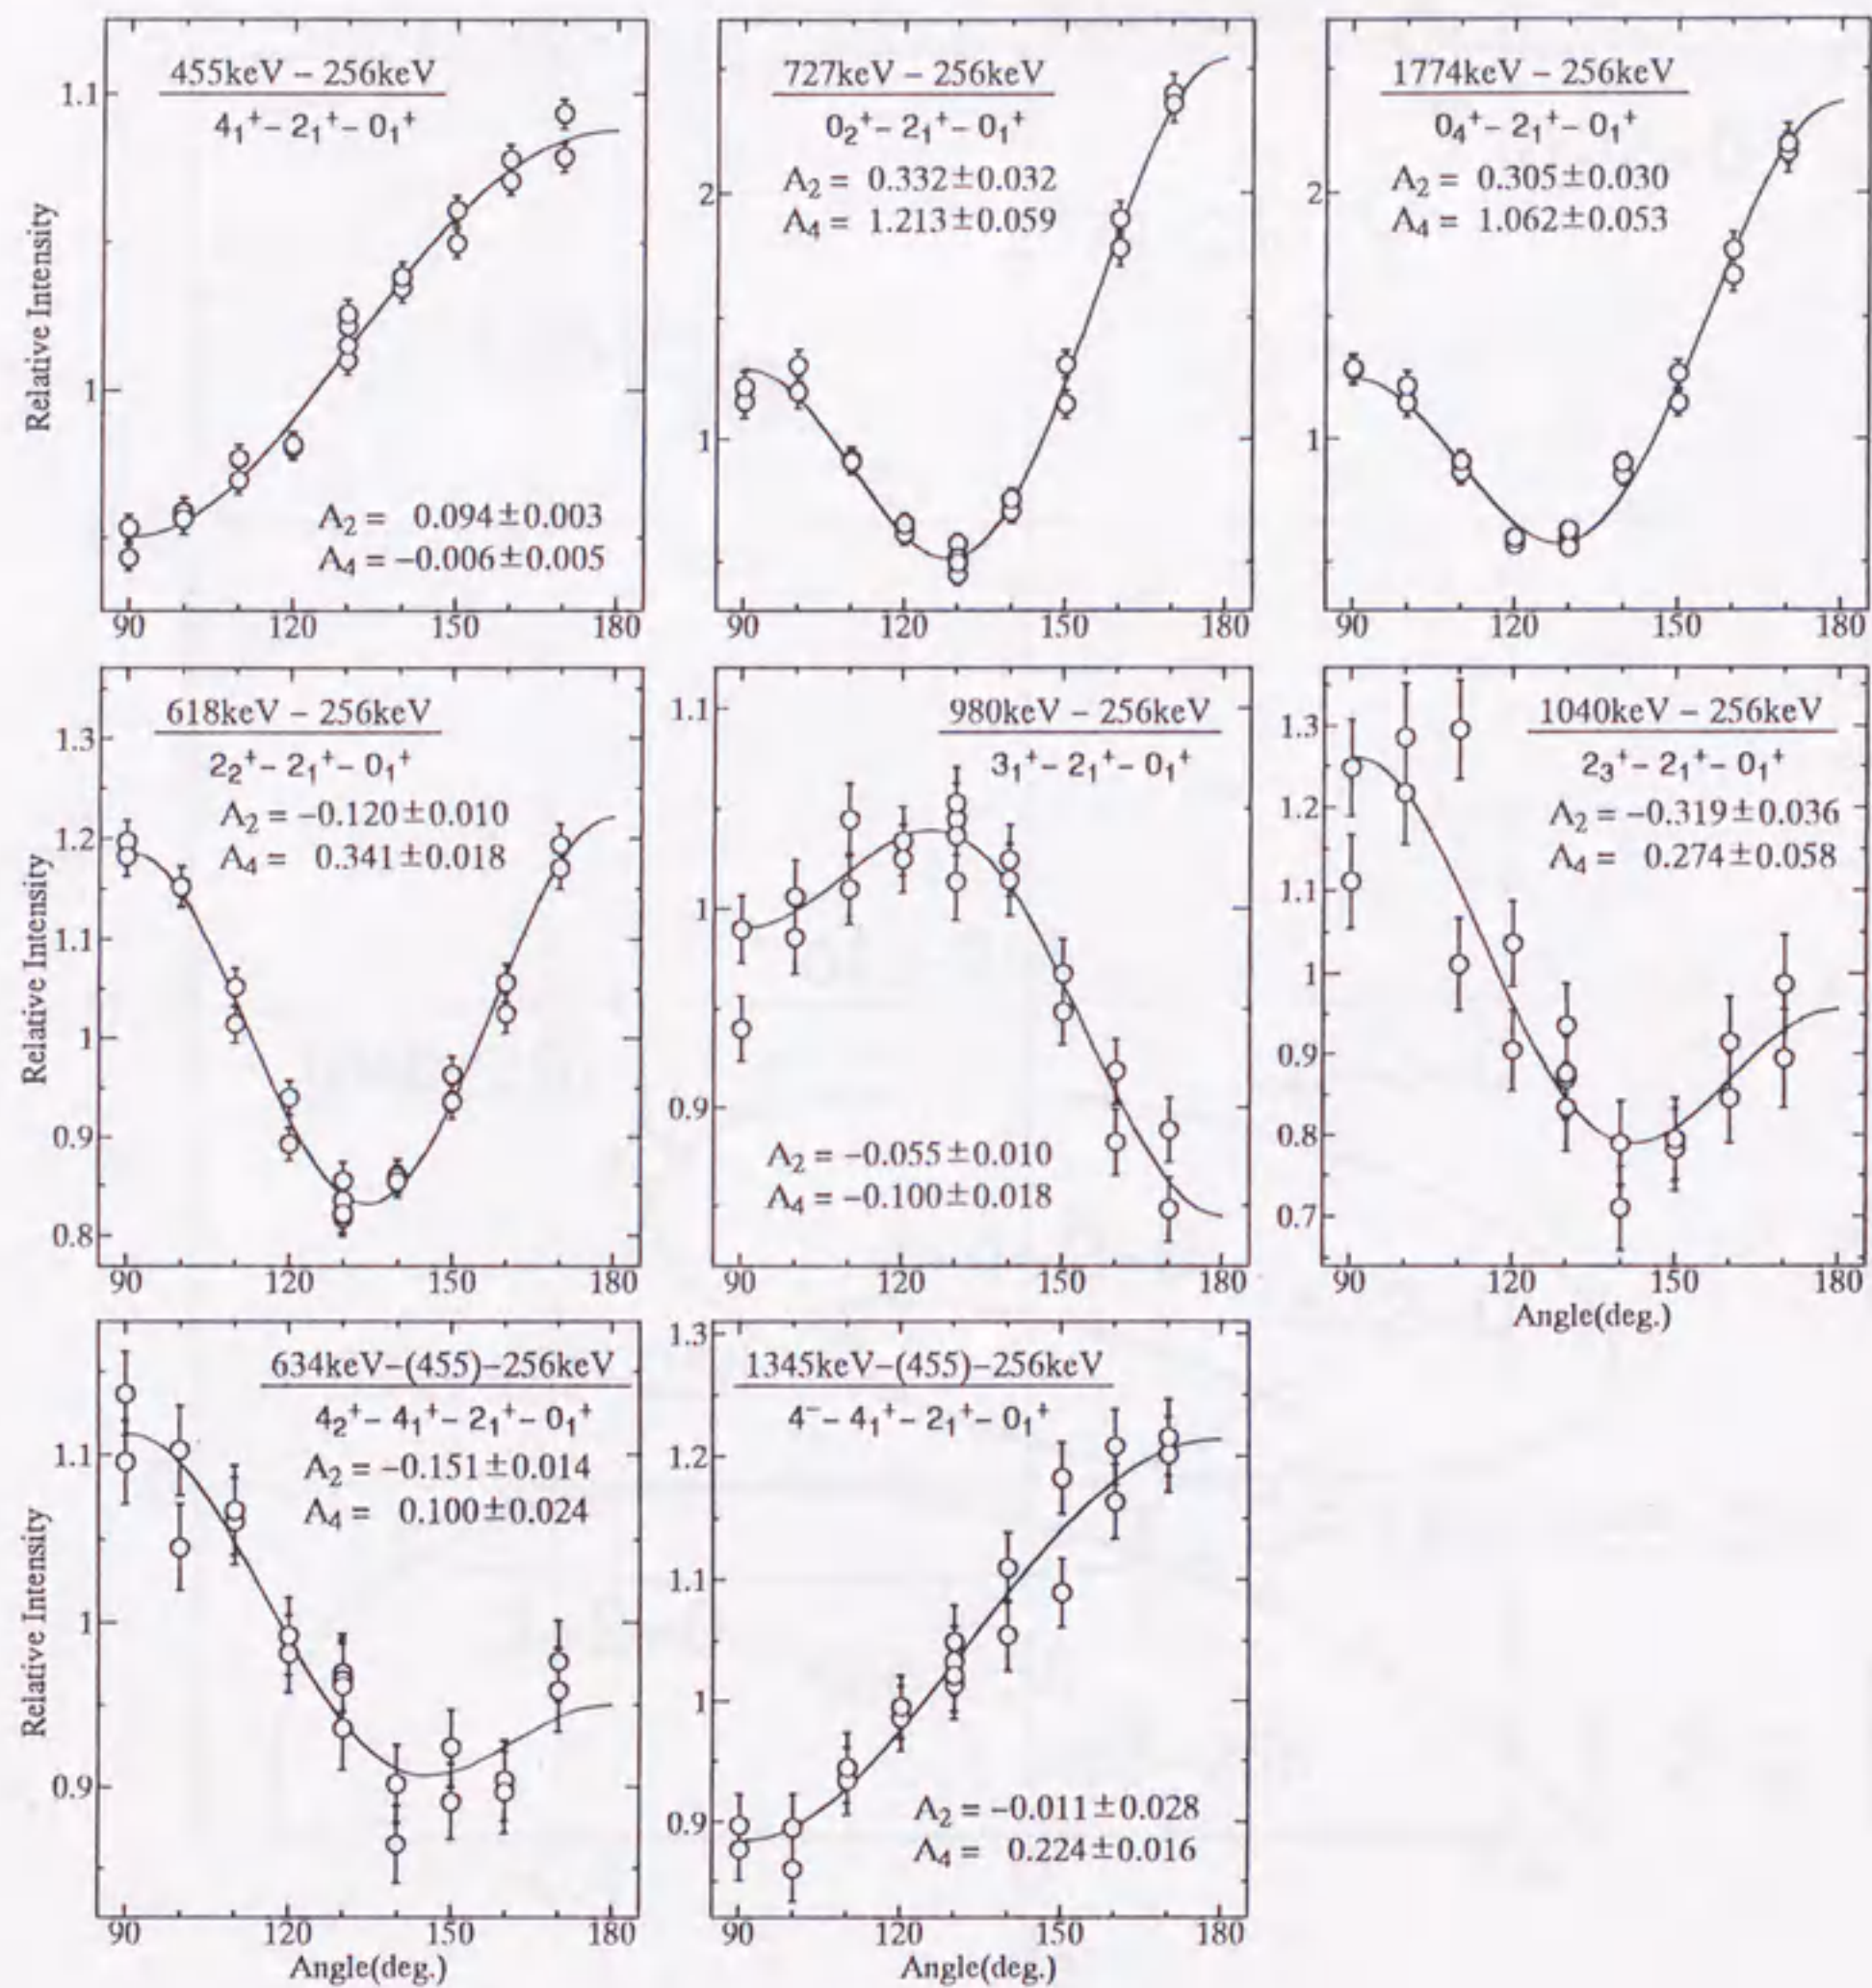 455keV – 256keV
4₁⁺– 2₁⁺– 0₁⁺
A₂ = 0.094±0.003
A₄ = –0.006±0.005
Relative Intensity
1.1
1
90 120 150 180
727keV – 256keV
0₂⁺– 2₁⁺– 0₁⁺
A₂ = 0.332±0.032
A₄ = 1.213±0.059
2
1
90 120 150 180
1774keV – 256keV
0₄⁺– 2₁⁺– 0₁⁺
A₂ = 0.305±0.030
A₄ = 1.062±0.053
2
1
90 120 150 180
618keV – 256keV
2₂⁺– 2₁⁺– 0₁⁺
A₂ = –0.120±0.010
A₄ = 0.341±0.018
Relative Intensity
1.3
1.2
1.1
1
0.9
0.8
90 120 150 180
980keV – 256keV
3₁⁺– 2₁⁺– 0₁⁺
A₂ = –0.055±0.010
A₄ = –0.100±0.018
1.1
1
0.9
90 120 150 180
1040keV – 256keV
2₃⁺– 2₁⁺– 0₁⁺
A₂ = –0.319±0.036
A₄ = 0.274±0.058
1.3
1.2
1.1
1
0.9
0.8
0.7
90 120 150 180
Angle(deg.)
634keV–(455)–256keV
4₂⁺– 4₁⁺– 2₁⁺– 0₁⁺
A₂ = –0.151±0.014
A₄ = 0.100±0.024
Relative Intensity
1.1
1
0.9
90 120 150 180
Angle(deg.)
1345keV–(455)–256keV
4⁻– 4₁⁺– 2₁⁺– 0₁⁺
A₂ = –0.011±0.028
A₄ = 0.224±0.016
1.3
1.2
1.1
1
0.9
90 120 150 180
Angle(deg.)